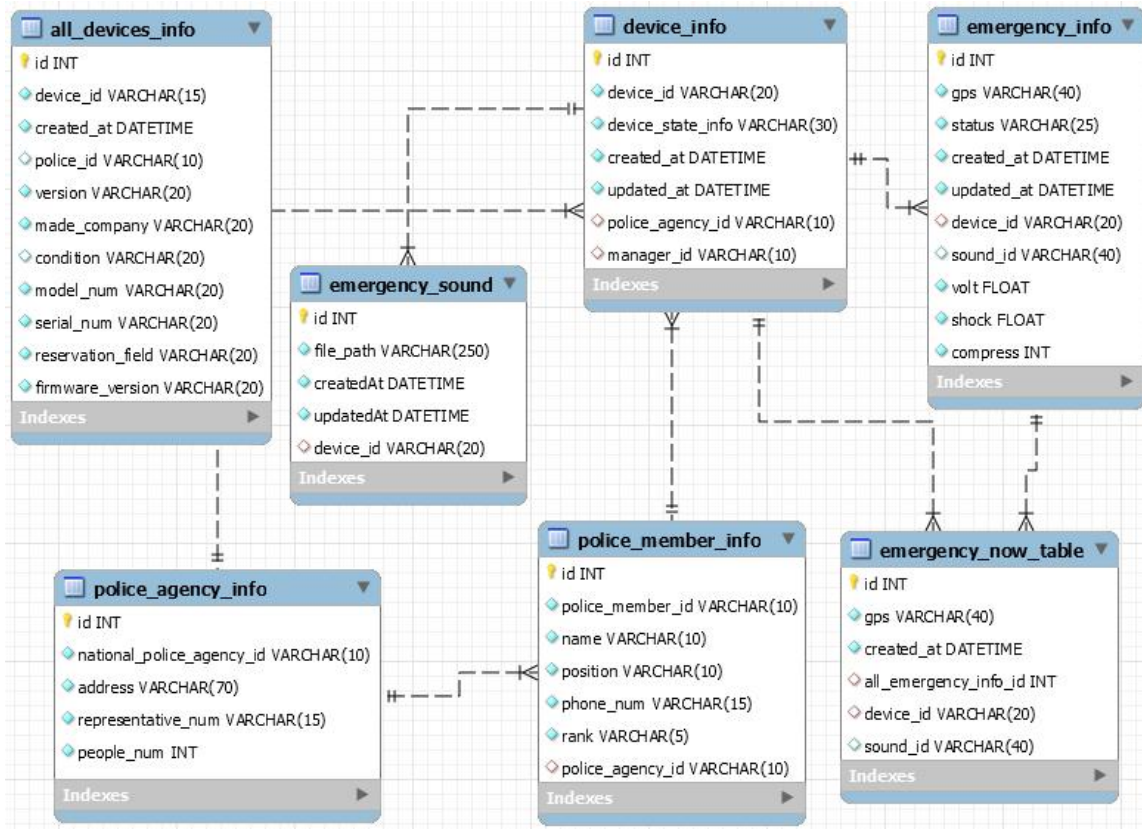 all_devices_info
id INT
device_id VARCHAR(15)
created_at DATETIME
police_id VARCHAR(10)
version VARCHAR(20)
made_company VARCHAR(20)
condition VARCHAR(20)
model_num VARCHAR(20)
serial_num VARCHAR(20)
reservation_field VARCHAR(20)
firmware_version VARCHAR(20)
Indexes
device_info
id INT
device_id VARCHAR(20)
device_state_info VARCHAR(30)
created_at DATETIME
updated_at DATETIME
police_agency_id VARCHAR(10)
manager_id VARCHAR(10)
Indexes
emergency_info
id INT
gps VARCHAR(40)
status VARCHAR(25)
created_at DATETIME
updated_at DATETIME
device_id VARCHAR(20)
sound_id VARCHAR(40)
volt FLOAT
shock FLOAT
compress INT
Indexes
emergency_sound
id INT
file_path VARCHAR(250)
createdAt DATETIME
updatedAt DATETIME
device_id VARCHAR(20)
Indexes
police_agency_info
id INT
national_police_agency_id VARCHAR(10)
address VARCHAR(70)
representative_num VARCHAR(15)
people_num INT
Indexes
police_member_info
id INT
police_member_id VARCHAR(10)
name VARCHAR(10)
position VARCHAR(10)
phone_num VARCHAR(15)
rank VARCHAR(5)
police_agency_id VARCHAR(10)
Indexes
emergency_now_table
id INT
gps VARCHAR(40)
created_at DATETIME
all_emergency_info_id INT
device_id VARCHAR(20)
sound_id VARCHAR(40)
Indexes